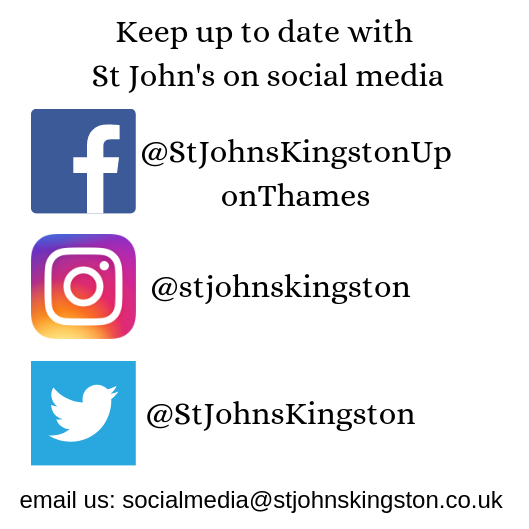 Keep up to date with
St John's on social media
@StJohnsKingstonUp
onThames
@stjohnskingston
@StJohnsKingston
email us: socialmedia@stjohnskingston.co.uk